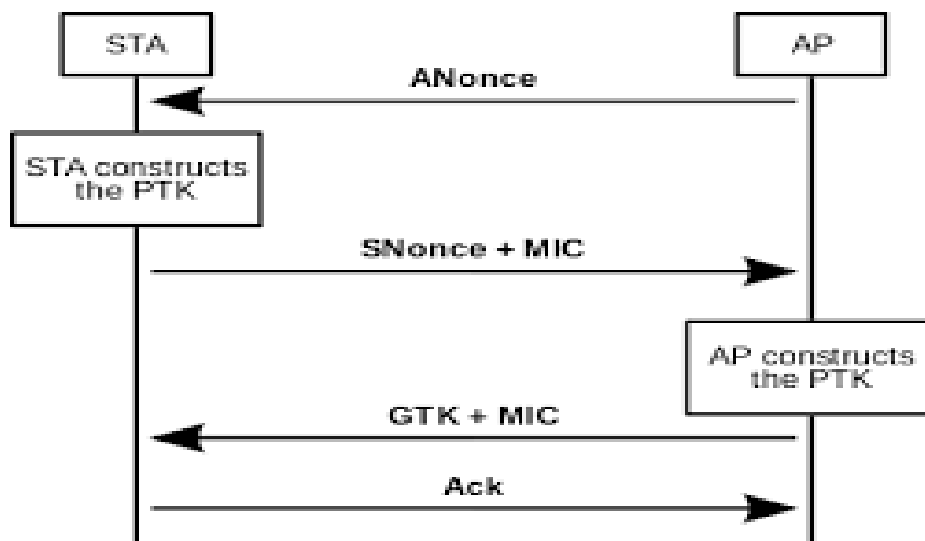 STA
AP
ANonce
STA constructs
the PTK
SNonce + MIC
AP constructs
the PTK
GTK + MIC
Ack